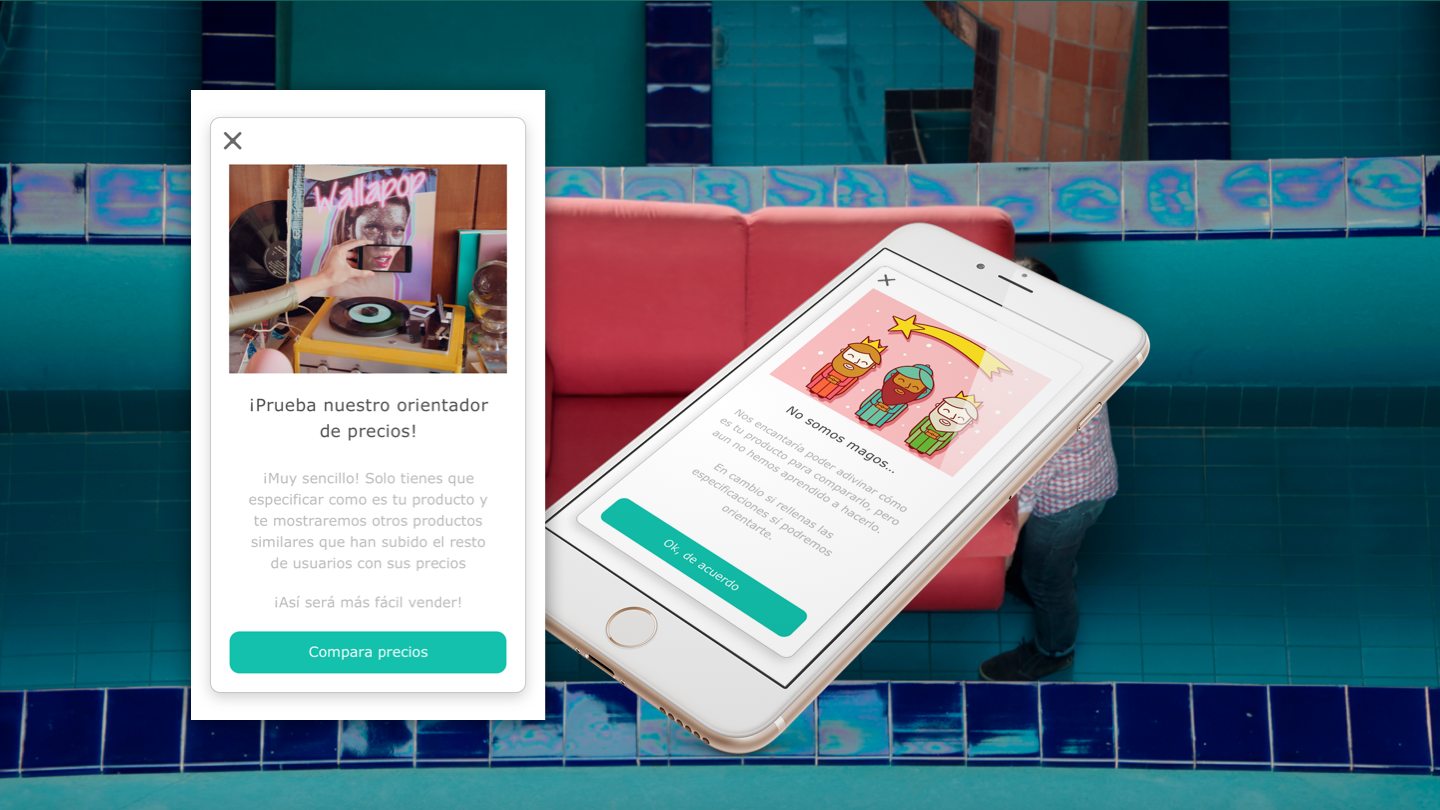 Wallapop
¡Prueba nuestro orientador
de precios!
¡Muy sencillo! Solo tienes que
especificar como es tu producto y
te mostraremos otros productos
similares que han subido el resto
de usuarios con sus precios
¡Así será más fácil vender!
Compara precios
No somos magos...
Nos encantaría poder adivinar cómo
es tu producto para compararlo, pero
aun no hemos aprendido a hacerlo.
En cambio si rellenas las
especificaciones sí podremos
orientarte.
Ok, de acuerdo